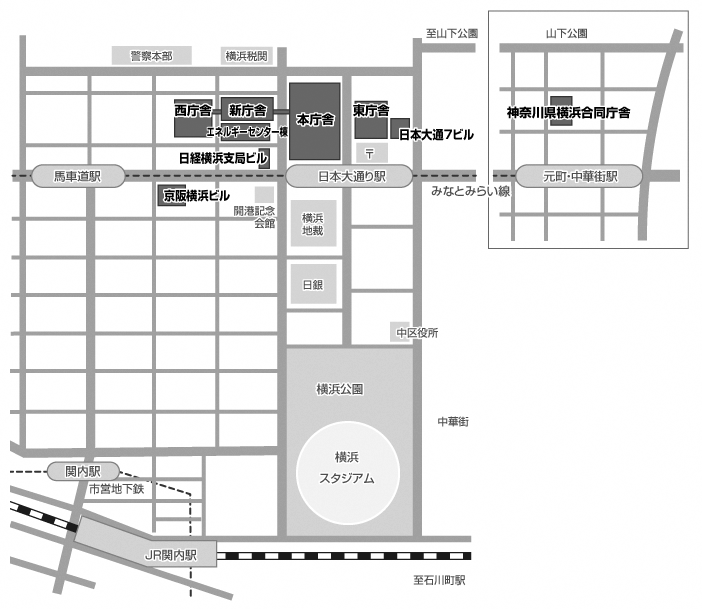 至山下公園
山下公園
警察本部
横浜税関
西庁舎
新庁舎
本庁舎
東庁舎
エネルギーセンター棟
日本大通7ビル
神奈川県横浜合同庁舎
日経横浜支局ビル
〒
馬車道駅
日本大通り駅
元町・中華街駅
みなとみらい線
京阪横浜ビル
開港記念
会館
横浜
地裁
日銀
中区役所
横浜公園
中華街
横浜
スタジアム
関内駅
市営地下鉄
JR関内駅
至石川町駅